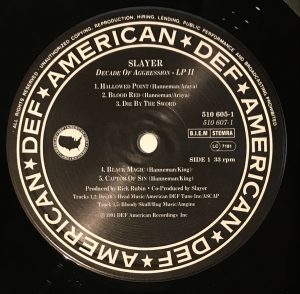 ALL RIGHTS RESERVED. UNAUTHORIZED COPYING, REPRODUCTION, HIRING, LENDING, PUBLIC PERFORMANCE AND BROADCASTING PROHIBITED
DEF AMERICAN ★ DEF AMERICAN ★ DEF AMERICAN ★
SLAYER
DECADE OF AGGRESSION - LP II
1. HALLOWED POINT (Hanneman/Araya)
2. BLOOD RED (Hanneman/Araya)
3. DIE BY THE SWORD
510 605-1
510 607-1
B.I.E.M STEMRA
LC 7181
SIDE 1 33 rpm
4. BLACK MAGIC (Hanneman/King)
5. CAPTOR OF SIN (Hanneman/King)
Produced by Rick Rubin • Co-Produced by Slayer
Tracks 1,2: Death's Head Music/American DEF Tune Inc/ASCAP
Track 3,5: Bloody Skull/Bug Music/Amgine
℗ 1991 DEF American Recordings Inc